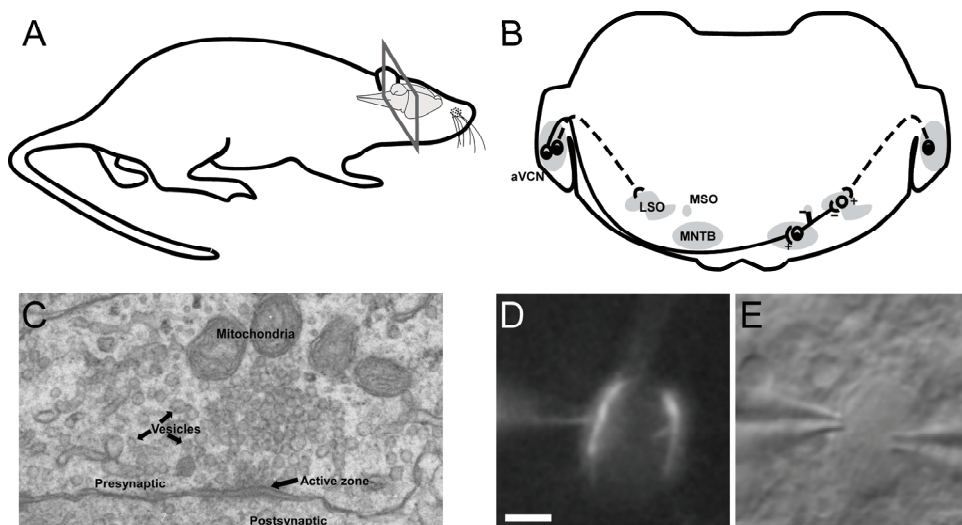 A
B
aVCN
LSO
MSO
MNTB
+
=
+
C
Mitochondria
Vesicles
Presynaptic
Active zone
Postsynaptic
D
E